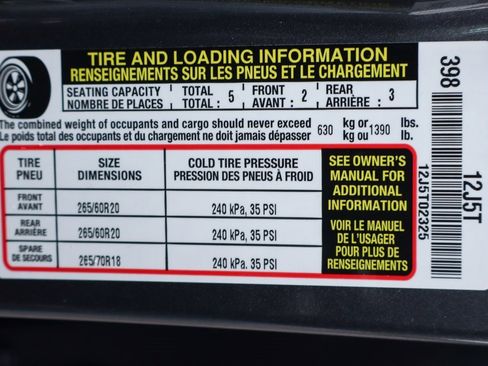 TIRE AND LOADING INFORMATION
RENSEIGNEMENTS SUR LES PNEUS ET LE CHARGEMENT
SEATING CAPACITY TOTAL 5 FRONT 2 REAR 3
NOMBRE DE PLACES TOTAL : AVANT : ARRIÈRE :
The combined weight of occupants and cargo should never exceed 630 kg or 1390 lbs.
Le poids total des occupants et du chargement ne doit jamais dépasser kg ou lb.
TIRE SIZE COLD TIRE PRESSURE
PNEU DIMENSIONS PRESSION DES PNEUS À FROID
FRONT
AVANT 265/60R20 240 kPa, 35 PSI
REAR
ARRIÈRE 265/60R20 240 kPa, 35 PSI
SPARE
DE SECOURS 265/70R18 240 kPa. 35 PSI
SEE OWNER'S
MANUAL FOR
ADDITIONAL
INFORMATION
VOIR LE MANUEL
DE L'USAGER
POUR PLUS DE
RENSEIGNEMENTS
398
12J5T
12J5T02325